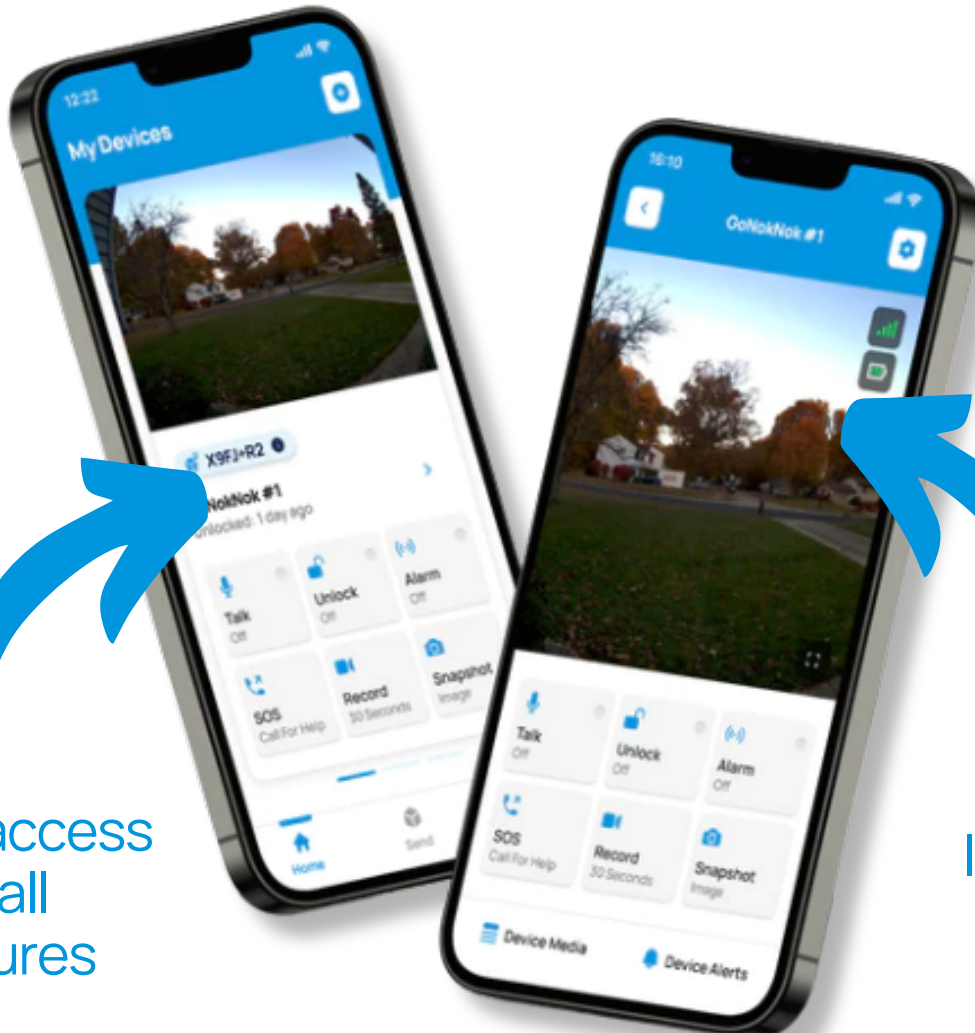 12:22
My Devices
X9FJ+R2
NokNok #1
unlocked: 1 day ago
Talk
Off
Unlock
Off
Alarm
Off
SOS
Call For Help
Record
30 Seconds
Snapshot
Image
Home
Send
16:10
GoNokNok #1
Talk
Off
Unlock
Off
Alarm
Off
SOS
Call For Help
Record
30 Seconds
Snapshot
Image
Device Media
Device Alerts
access
all
ures